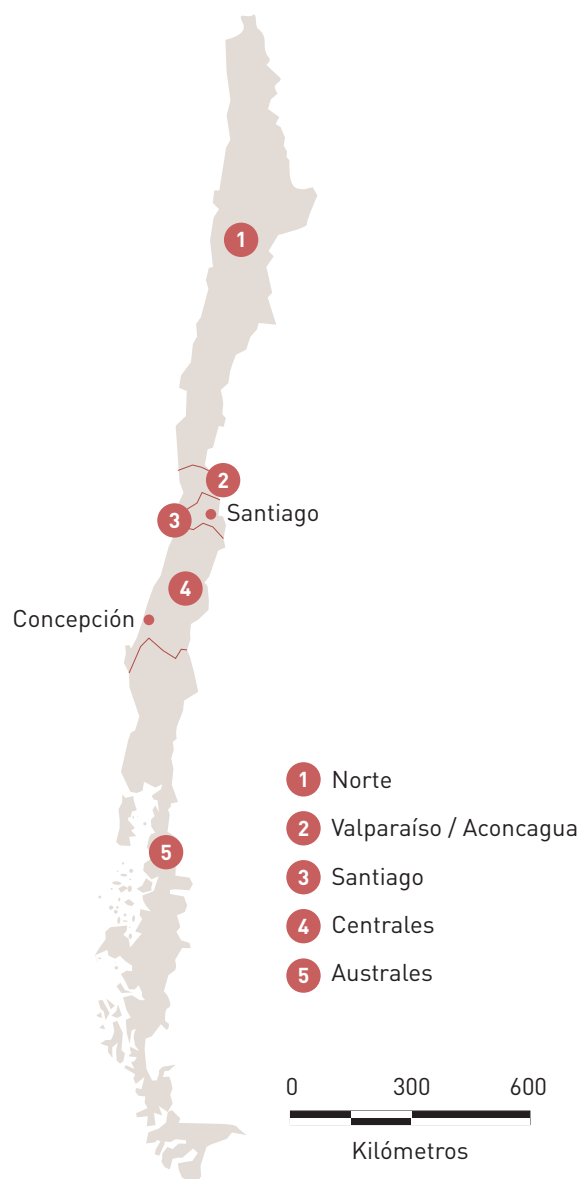 1
2
Santiago
3
4
Concepción
5
1 Norte
2 Valparaíso / Aconcagua
3 Santiago
4 Centrales
5 Australes
0 300 600
Kilómetros